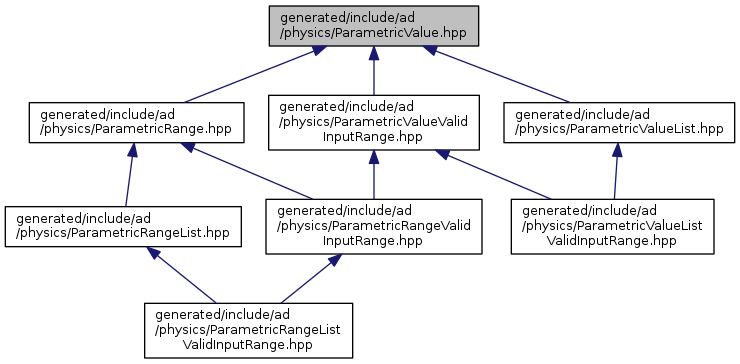 generated/include/ad
/physics/ParametricValue.hpp
generated/include/ad
/physics/ParametricRange.hpp
generated/include/ad
/physics/ParametricValueValid
InputRange.hpp
generated/include/ad
/physics/ParametricValueList.hpp
generated/include/ad
/physics/ParametricRangeList.hpp
generated/include/ad
/physics/ParametricRangeValid
InputRange.hpp
generated/include/ad
/physics/ParametricValueList
ValidInputRange.hpp
generated/include/ad
/physics/ParametricRangeList
ValidInputRange.hpp